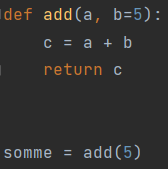 def add(a, b=5):
    c = a + b
    return c
somme = add(5)